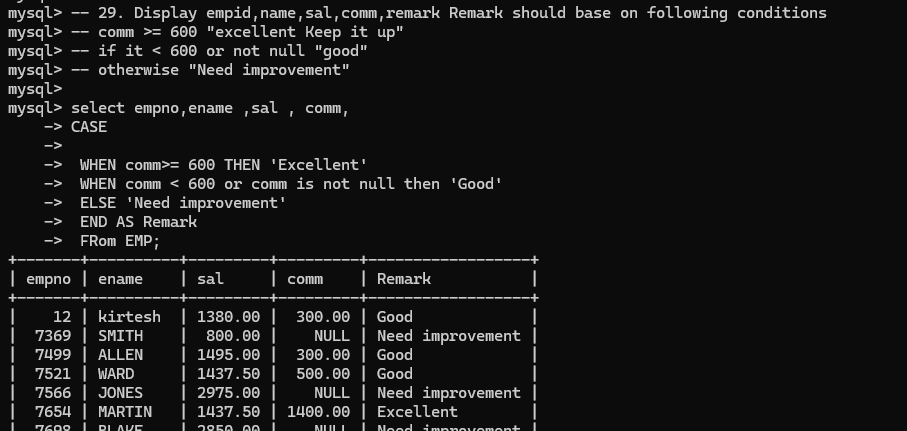 mysql>
mysql> -- 29. Display empid,name,sal,comm,remark Remark should base on following conditions
mysql> -- comm >= 600 "excellent Keep it up"
mysql> -- if it < 600 or not null "good"
mysql> -- otherwise "Need improvement"
mysql>
mysql> select empno,ename ,sal , comm,
    -> CASE
    ->
    ->  WHEN comm>= 600 THEN 'Excellent'
    ->  WHEN comm < 600 or comm is not null then 'Good'
    ->  ELSE 'Need improvement'
    ->  END AS Remark
    ->  FRom EMP;
+-------+----------+---------+---------+------------------+
| empno | ename    | sal     | comm    | Remark           |
+-------+----------+---------+---------+------------------+
|    12 | kirtesh  | 1380.00 |  300.00 | Good             |
|  7369 | SMITH    |  800.00 |    NULL | Need improvement |
|  7499 | ALLEN    | 1495.00 |  300.00 | Good             |
|  7521 | WARD     | 1437.50 |  500.00 | Good             |
|  7566 | JONES    | 2975.00 |    NULL | Need improvement |
|  7654 | MARTIN   | 1437.50 | 1400.00 | Excellent        |
|  7698 | BLAKE    | 2850.00 |    NULL | Need improvement |